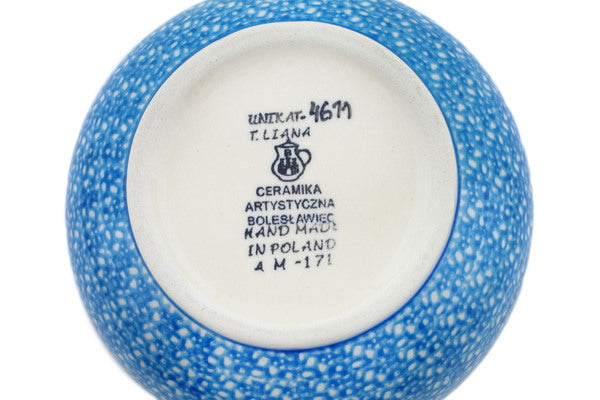 UNIKAT-4611
T. LIANA
B
CERAMIKA
ARTYSTYCZNA
BOLESŁAWIEC
HAND MADE
IN POLAND
A M -171